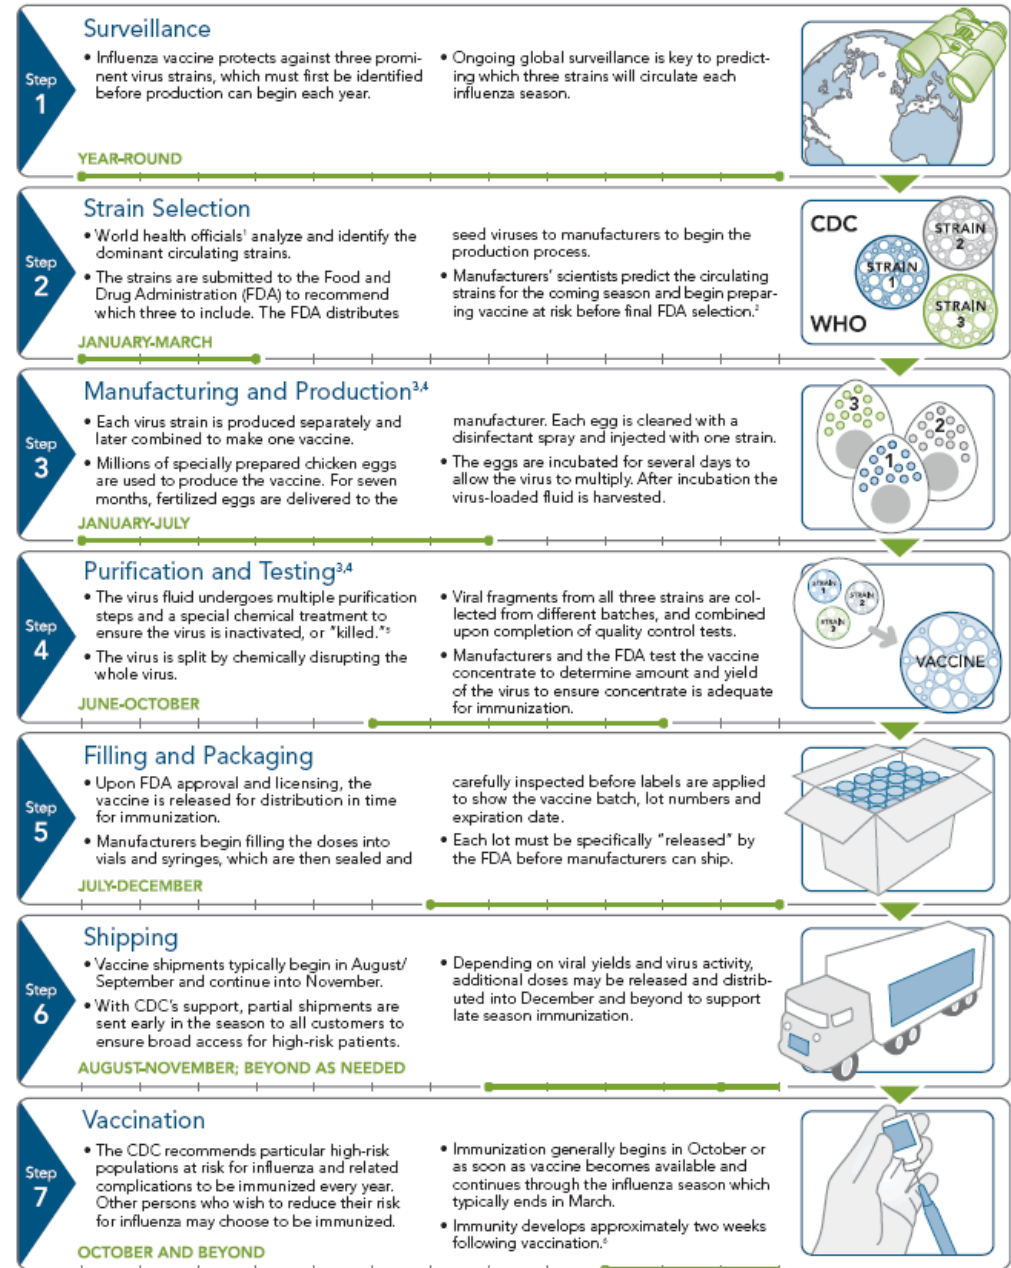 Step
1
Surveillance
• Influenza vaccine protects against three promi-
nent virus strains, which must first be identified
before production can begin each year.
• Ongoing global surveillance is key to predict-
ing which three strains will circulate each
influenza season.
YEAR-ROUND
Step
2
Strain Selection
• World health officials¹ analyze and identify the
dominant circulating strains.
• The strains are submitted to the Food and
Drug Administration (FDA) to recommend
which three to include. The FDA distributes
seed viruses to manufacturers to begin the
production process.
• Manufacturers' scientists predict the circulating
strains for the coming season and begin prepar-
ing vaccine at risk before final FDA selection.²
JANUARY-MARCH
CDC
WHO
STRAIN
2
STRAIN
1
STRAIN
3
Step
3
Manufacturing and Production³,⁴
• Each virus strain is produced separately and
later combined to make one vaccine.
• Millions of specially prepared chicken eggs
are used to produce the vaccine. For seven
months, fertilized eggs are delivered to the
manufacturer. Each egg is cleaned with a
disinfectant spray and injected with one strain.
• The eggs are incubated for several days to
allow the virus to multiply. After incubation the
virus-loaded fluid is harvested.
JANUARY-JULY
3
2
1
Step
4
Purification and Testing³,⁴
• The virus fluid undergoes multiple purification
steps and a special chemical treatment to
ensure the virus is inactivated, or "killed."⁵
• The virus is split by chemically disrupting the
whole virus.
• Viral fragments from all three strains are col-
lected from different batches, and combined
upon completion of quality control tests.
• Manufacturers and the FDA test the vaccine
concentrate to determine amount and yield
of the virus to ensure concentrate is adequate
for immunization.
JUNE-OCTOBER
STRAIN
1
STRAIN
2
STRAIN
3
VACCINE
Step
5
Filling and Packaging
• Upon FDA approval and licensing, the
vaccine is released for distribution in time
for immunization.
• Manufacturers begin filling the doses into
vials and syringes, which are then sealed and
carefully inspected before labels are applied
to show the vaccine batch, lot numbers and
expiration date.
• Each lot must be specifically "released" by
the FDA before manufacturers can ship.
JULY-DECEMBER
Step
6
Shipping
• Vaccine shipments typically begin in August/
September and continue into November.
• With CDC's support, partial shipments are
sent early in the season to all customers to
ensure broad access for high-risk patients.
• Depending on viral yields and virus activity,
additional doses may be released and distrib-
uted into December and beyond to support
late season immunization.
AUGUST-NOVEMBER; BEYOND AS NEEDED
Step
7
Vaccination
• The CDC recommends particular high-risk
populations at risk for influenza and related
complications to be immunized every year.
Other persons who wish to reduce their risk
for influenza may choose to be immunized.
• Immunization generally begins in October or
as soon as vaccine becomes available and
continues through the influenza season which
typically ends in March.
• Immunity develops approximately two weeks
following vaccination.⁶
OCTOBER AND BEYOND